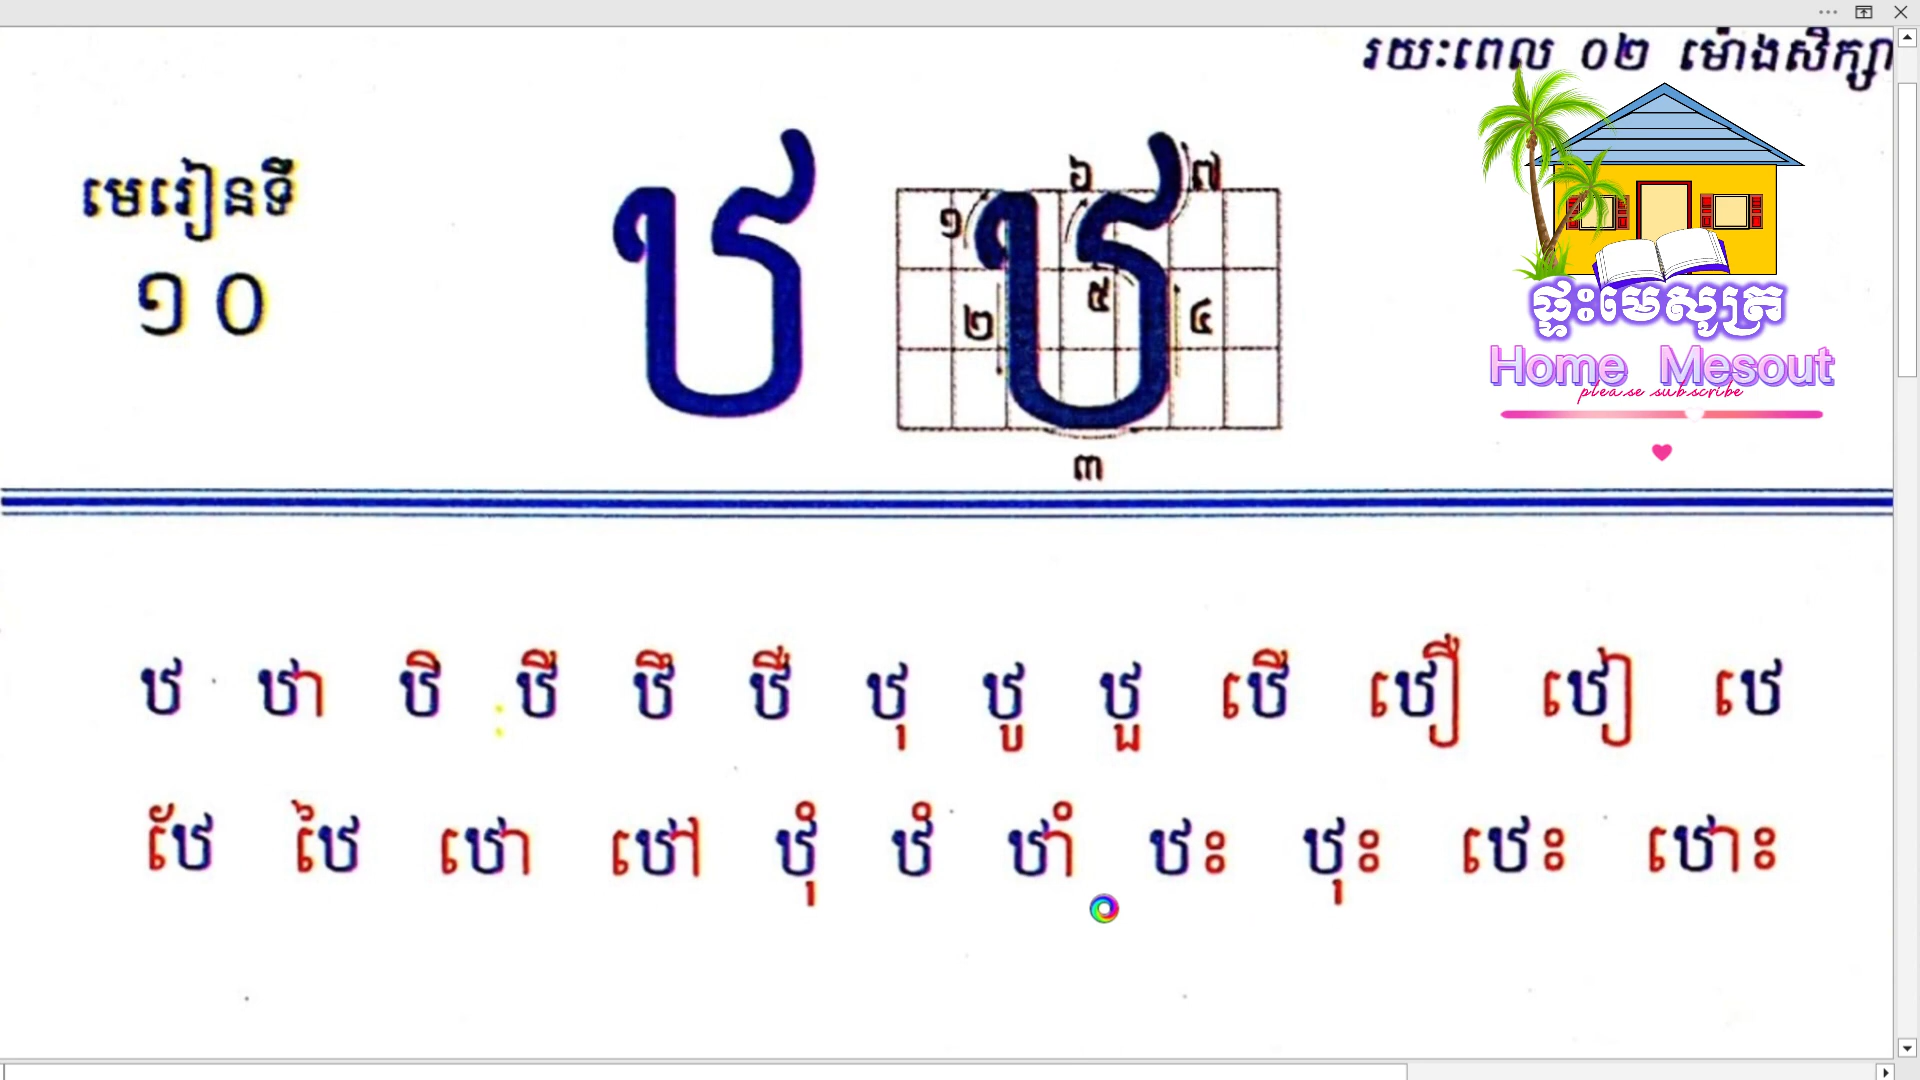 រយៈពេល ០២ ម៉ោងសិក្សា
មេរៀនទី
១០
ឋ
១ ២ ៣ ៤ ៥ ៦ ៧
ផ្ទះមេសូត្រ
Home Mesout
please subscribe
ឋ ឋា ឋិ ឋី ឋឹ ឋឺ ឋុ ឋូ ឋួ ឋើ ឋឿ ឋៀ ឋេ
ឋែ ឋៃ ឋោ ឋៅ ឋុំ ឋំ ឋាំ ឋះ ឋុះ ឋេះ ឋោះ